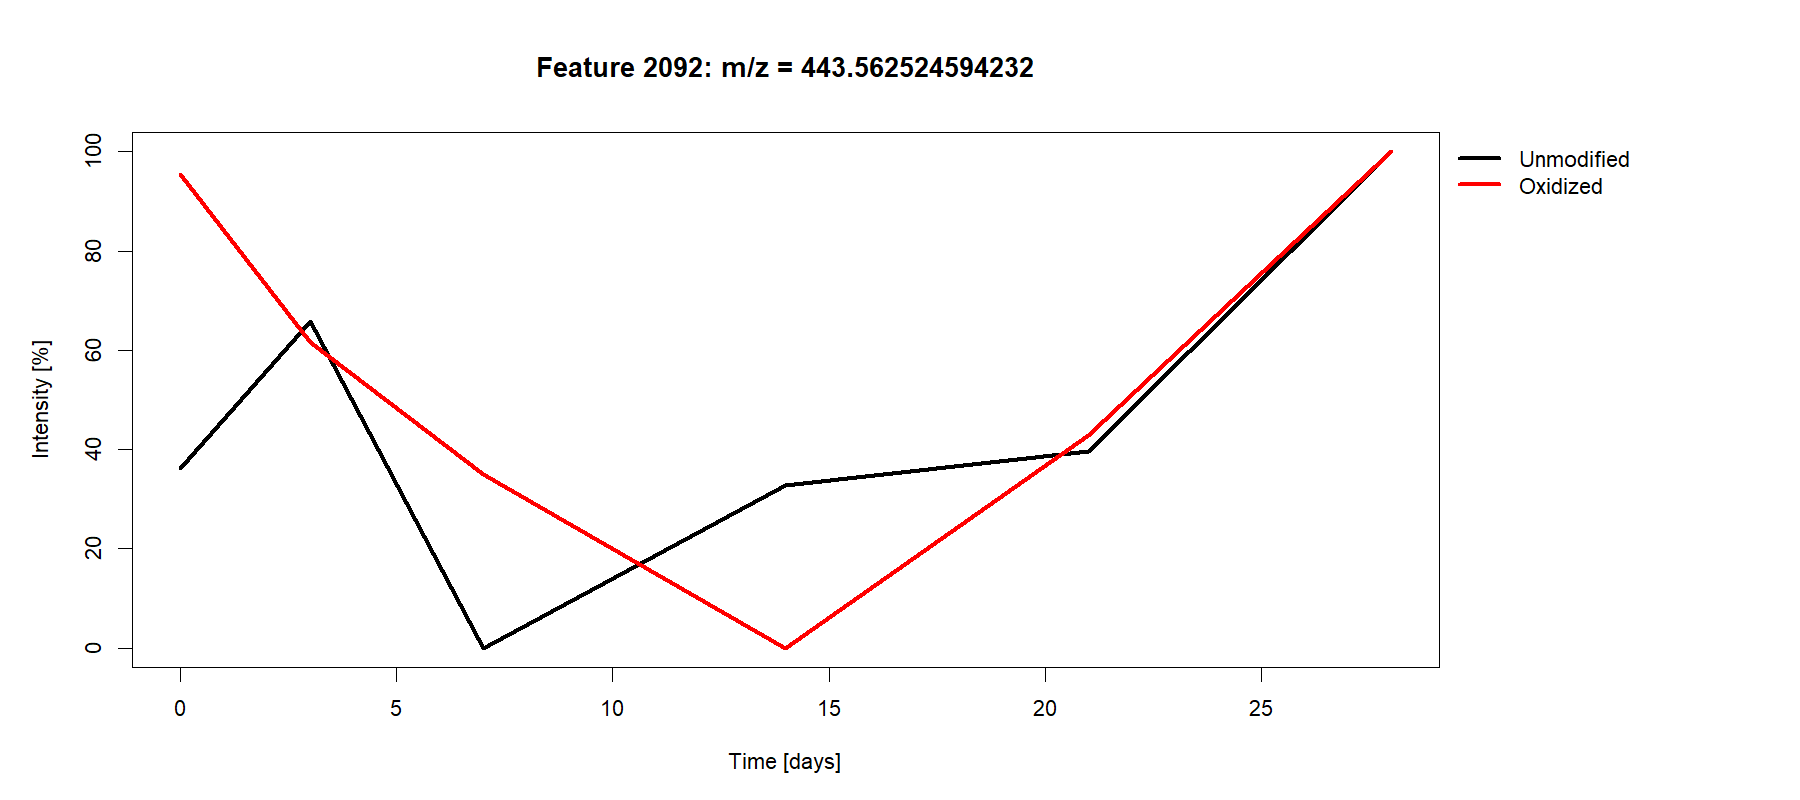 Feature 2092: m/z = 443.562524594232
Unmodified
Oxidized
Intensity [%]
100
80
60
40
20
0
0 5 10 15 20 25
Time [days]